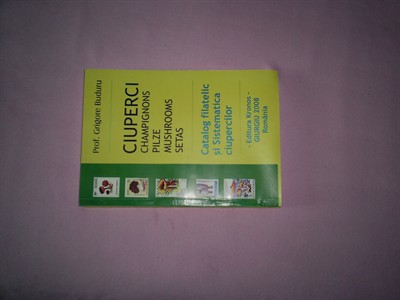 Prof. Grigore Buduru
CIUPERCI
CHAMPIGNONS
PILZE
MUSHROOMS
SETAS
Catalog filatelic
și Sistematica
ciupercilor
- Editura Kronos -
GIURGIU 2008
România